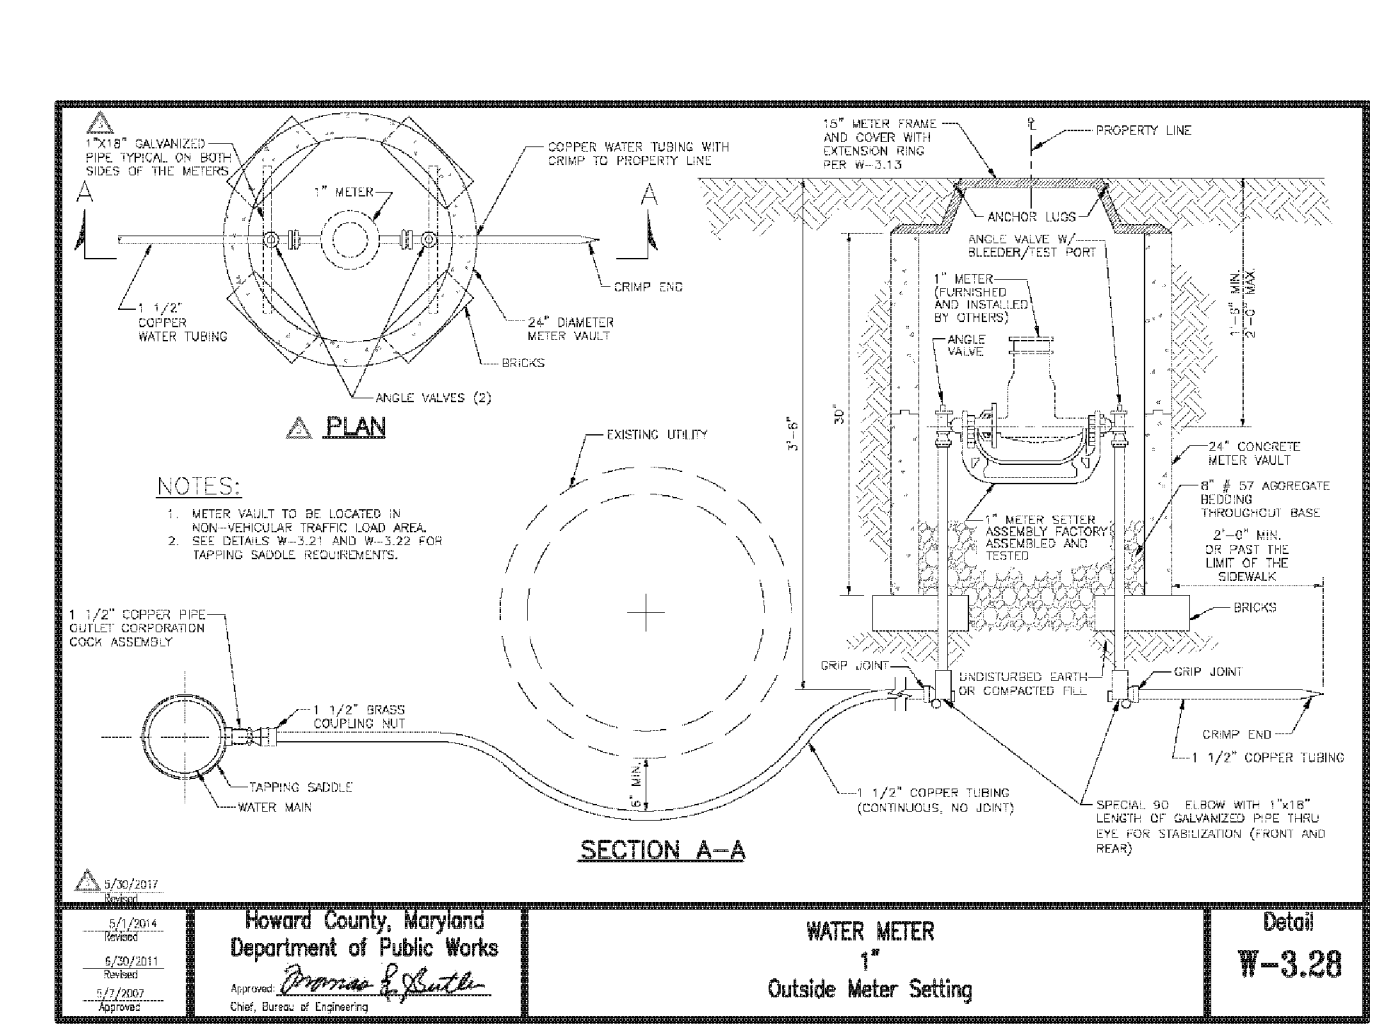 1"X18" GALVANIZED
PIPE TYPICAL ON BOTH
SIDES OF THE METERS
A
1" METER
A
COPPER WATER TUBING WITH
CRIMP TO PROPERTY LINE
CRIMP END
1 1/2"
COPPER
WATER TUBING
24" DIAMETER
METER VAULT
BRICKS
ANGLE VALVES (2)
PLAN
15" METER FRAME
AND COVER WITH
EXTENSION RING
PER W-3.13
PROPERTY LINE
ANCHOR LUGS
ANGLE VALVE W/
BLEEDER/TEST PORT
1" METER
(FURNISHED
AND INSTALLED
BY OTHERS)
ANGLE
VALVE
1'-6" MIN.
2'-0" MAX.
30"
3'-6"
24" CONCRETE
METER VAULT
8" # 57 AGGREGATE
BEDDING
THROUGHOUT BASE
1" METER SETTER
ASSEMBLY FACTORY
ASSEMBLED AND
TESTED
2'-0" MIN.
OR PAST THE
LIMIT OF THE
SIDEWALK
BRICKS
EXISTING UTILITY
NOTES:
1. METER VAULT TO BE LOCATED IN
NON-VEHICULAR TRAFFIC LOAD AREA.
2. SEE DETAILS W-3.21 AND W-3.22 FOR
TAPPING SADDLE REQUIREMENTS.
1 1/2" COPPER PIPE
OUTLET CORPORATION
COCK ASSEMBLY
1 1/2" BRASS
COUPLING NUT
TAPPING SADDLE
WATER MAIN
6" MIN.
GRIP JOINT
UNDISTURBED EARTH
OR COMPACTED FILL
GRIP JOINT
CRIMP END
1 1/2" COPPER TUBING
1 1/2" COPPER TUBING
(CONTINUOUS, NO JOINT)
SPECIAL 90 ELBOW WITH 1"x18"
LENGTH OF GALVANIZED PIPE THRU
EYE FOR STABILIZATION (FRONT AND
REAR)
SECTION A-A
5/30/2017
Revised
5/1/2014
Revised
6/30/2011
Revised
5/7/2007
Approved
Howard County, Maryland
Department of Public Works
Approved: Thomas E. Butler
Chief, Bureau of Engineering
WATER METER
1"
Outside Meter Setting
Detail
W-3.28